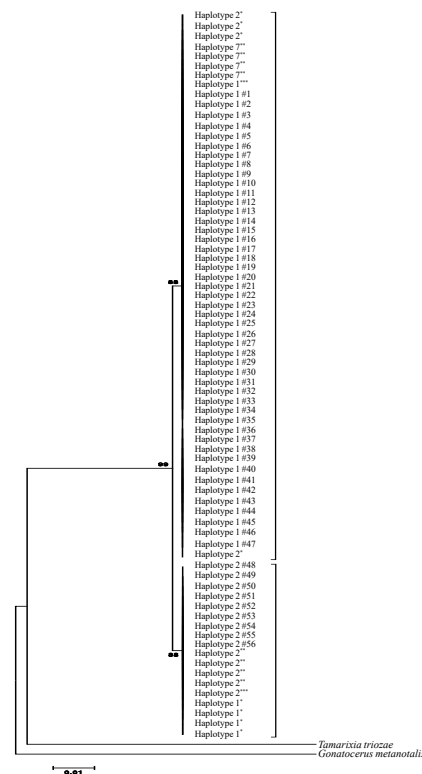 Haplotype 2*
Haplotype 2*
Haplotype 2*
Haplotype 7**
Haplotype 7**
Haplotype 7**
Haplotype 7**
Haplotype 1***
Haplotype 1 #1
Haplotype 1 #2
Haplotype 1 #3
Haplotype 1 #4
Haplotype 1 #5
Haplotype 1 #6
Haplotype 1 #7
Haplotype 1 #8
Haplotype 1 #9
Haplotype 1 #10
Haplotype 1 #11
Haplotype 1 #12
Haplotype 1 #13
Haplotype 1 #14
Haplotype 1 #15
Haplotype 1 #16
Haplotype 1 #17
Haplotype 1 #18
Haplotype 1 #19
Haplotype 1 #20
Haplotype 1 #21
Haplotype 1 #22
Haplotype 1 #23
Haplotype 1 #24
Haplotype 1 #25
Haplotype 1 #26
Haplotype 1 #27
Haplotype 1 #28
Haplotype 1 #29
Haplotype 1 #30
Haplotype 1 #31
Haplotype 1 #32
Haplotype 1 #33
Haplotype 1 #34
Haplotype 1 #35
Haplotype 1 #36
Haplotype 1 #37
Haplotype 1 #38
Haplotype 1 #39
Haplotype 1 #40
Haplotype 1 #41
Haplotype 1 #42
Haplotype 1 #43
Haplotype 1 #44
Haplotype 1 #45
Haplotype 1 #46
Haplotype 1 #47
Haplotype 2*
Haplotype 2 #48
Haplotype 2 #49
Haplotype 2 #50
Haplotype 2 #51
Haplotype 2 #52
Haplotype 2 #53
Haplotype 2 #54
Haplotype 2 #55
Haplotype 2 #56
Haplotype 2**
Haplotype 2**
Haplotype 2**
Haplotype 2**
Haplotype 2***
Haplotype 1*
Haplotype 1*
Haplotype 1*
Haplotype 1*
Tamarixia triozae
Gonatocerus metanotalis